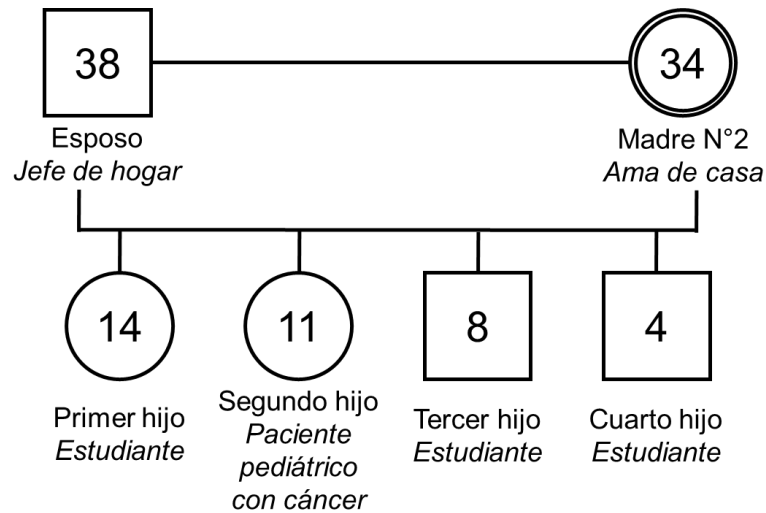 38
34
Esposo
Jefe de hogar
Madre N°2
Ama de casa
14
11
8
4
Primer hijo
Estudiante
Segundo hijo
Paciente
pediátrico
con cáncer
Tercer hijo
Estudiante
Cuarto hijo
Estudiante